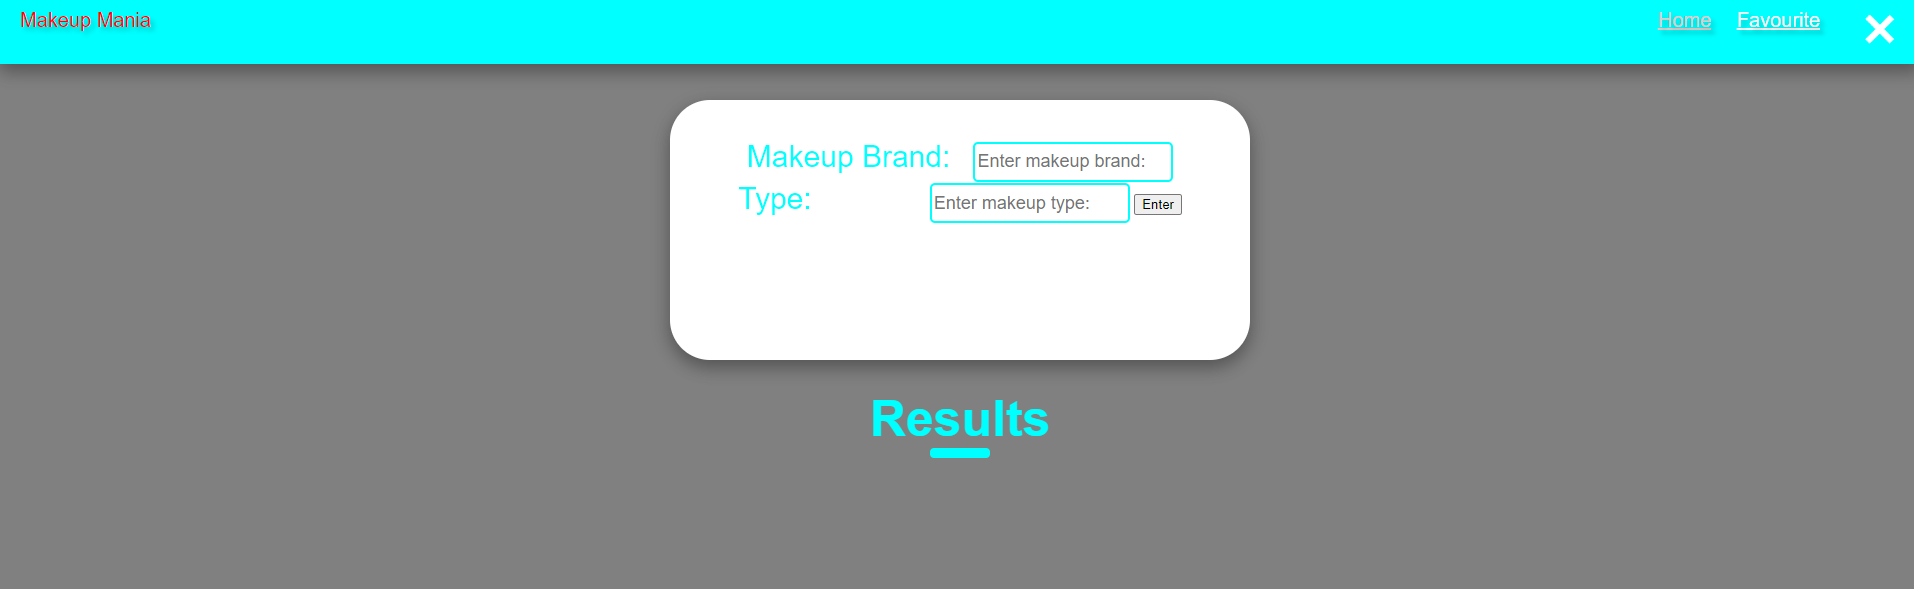 Makeup Mania Home Favourite ×
Makeup Brand: Enter makeup brand:
Type: Enter makeup type: Enter
Results